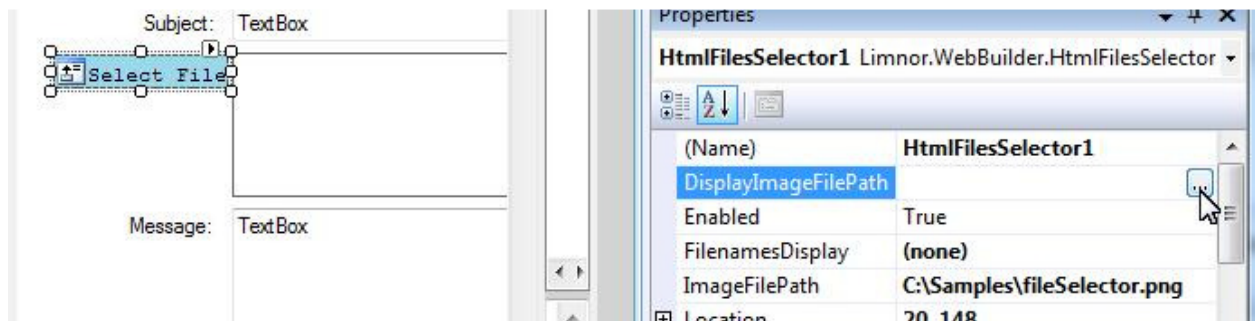 Subject: TextBox
Select File
Message: TextBox
Properties
HtmlFilesSelector1 Limnor.WebBuilder.HtmlFilesSelector
(Name) HtmlFilesSelector1
DisplayImageFilePath ...
Enabled True
FilenamesDisplay (none)
ImageFilePath C:\Samples\fileSelector.png
Location 20, 148